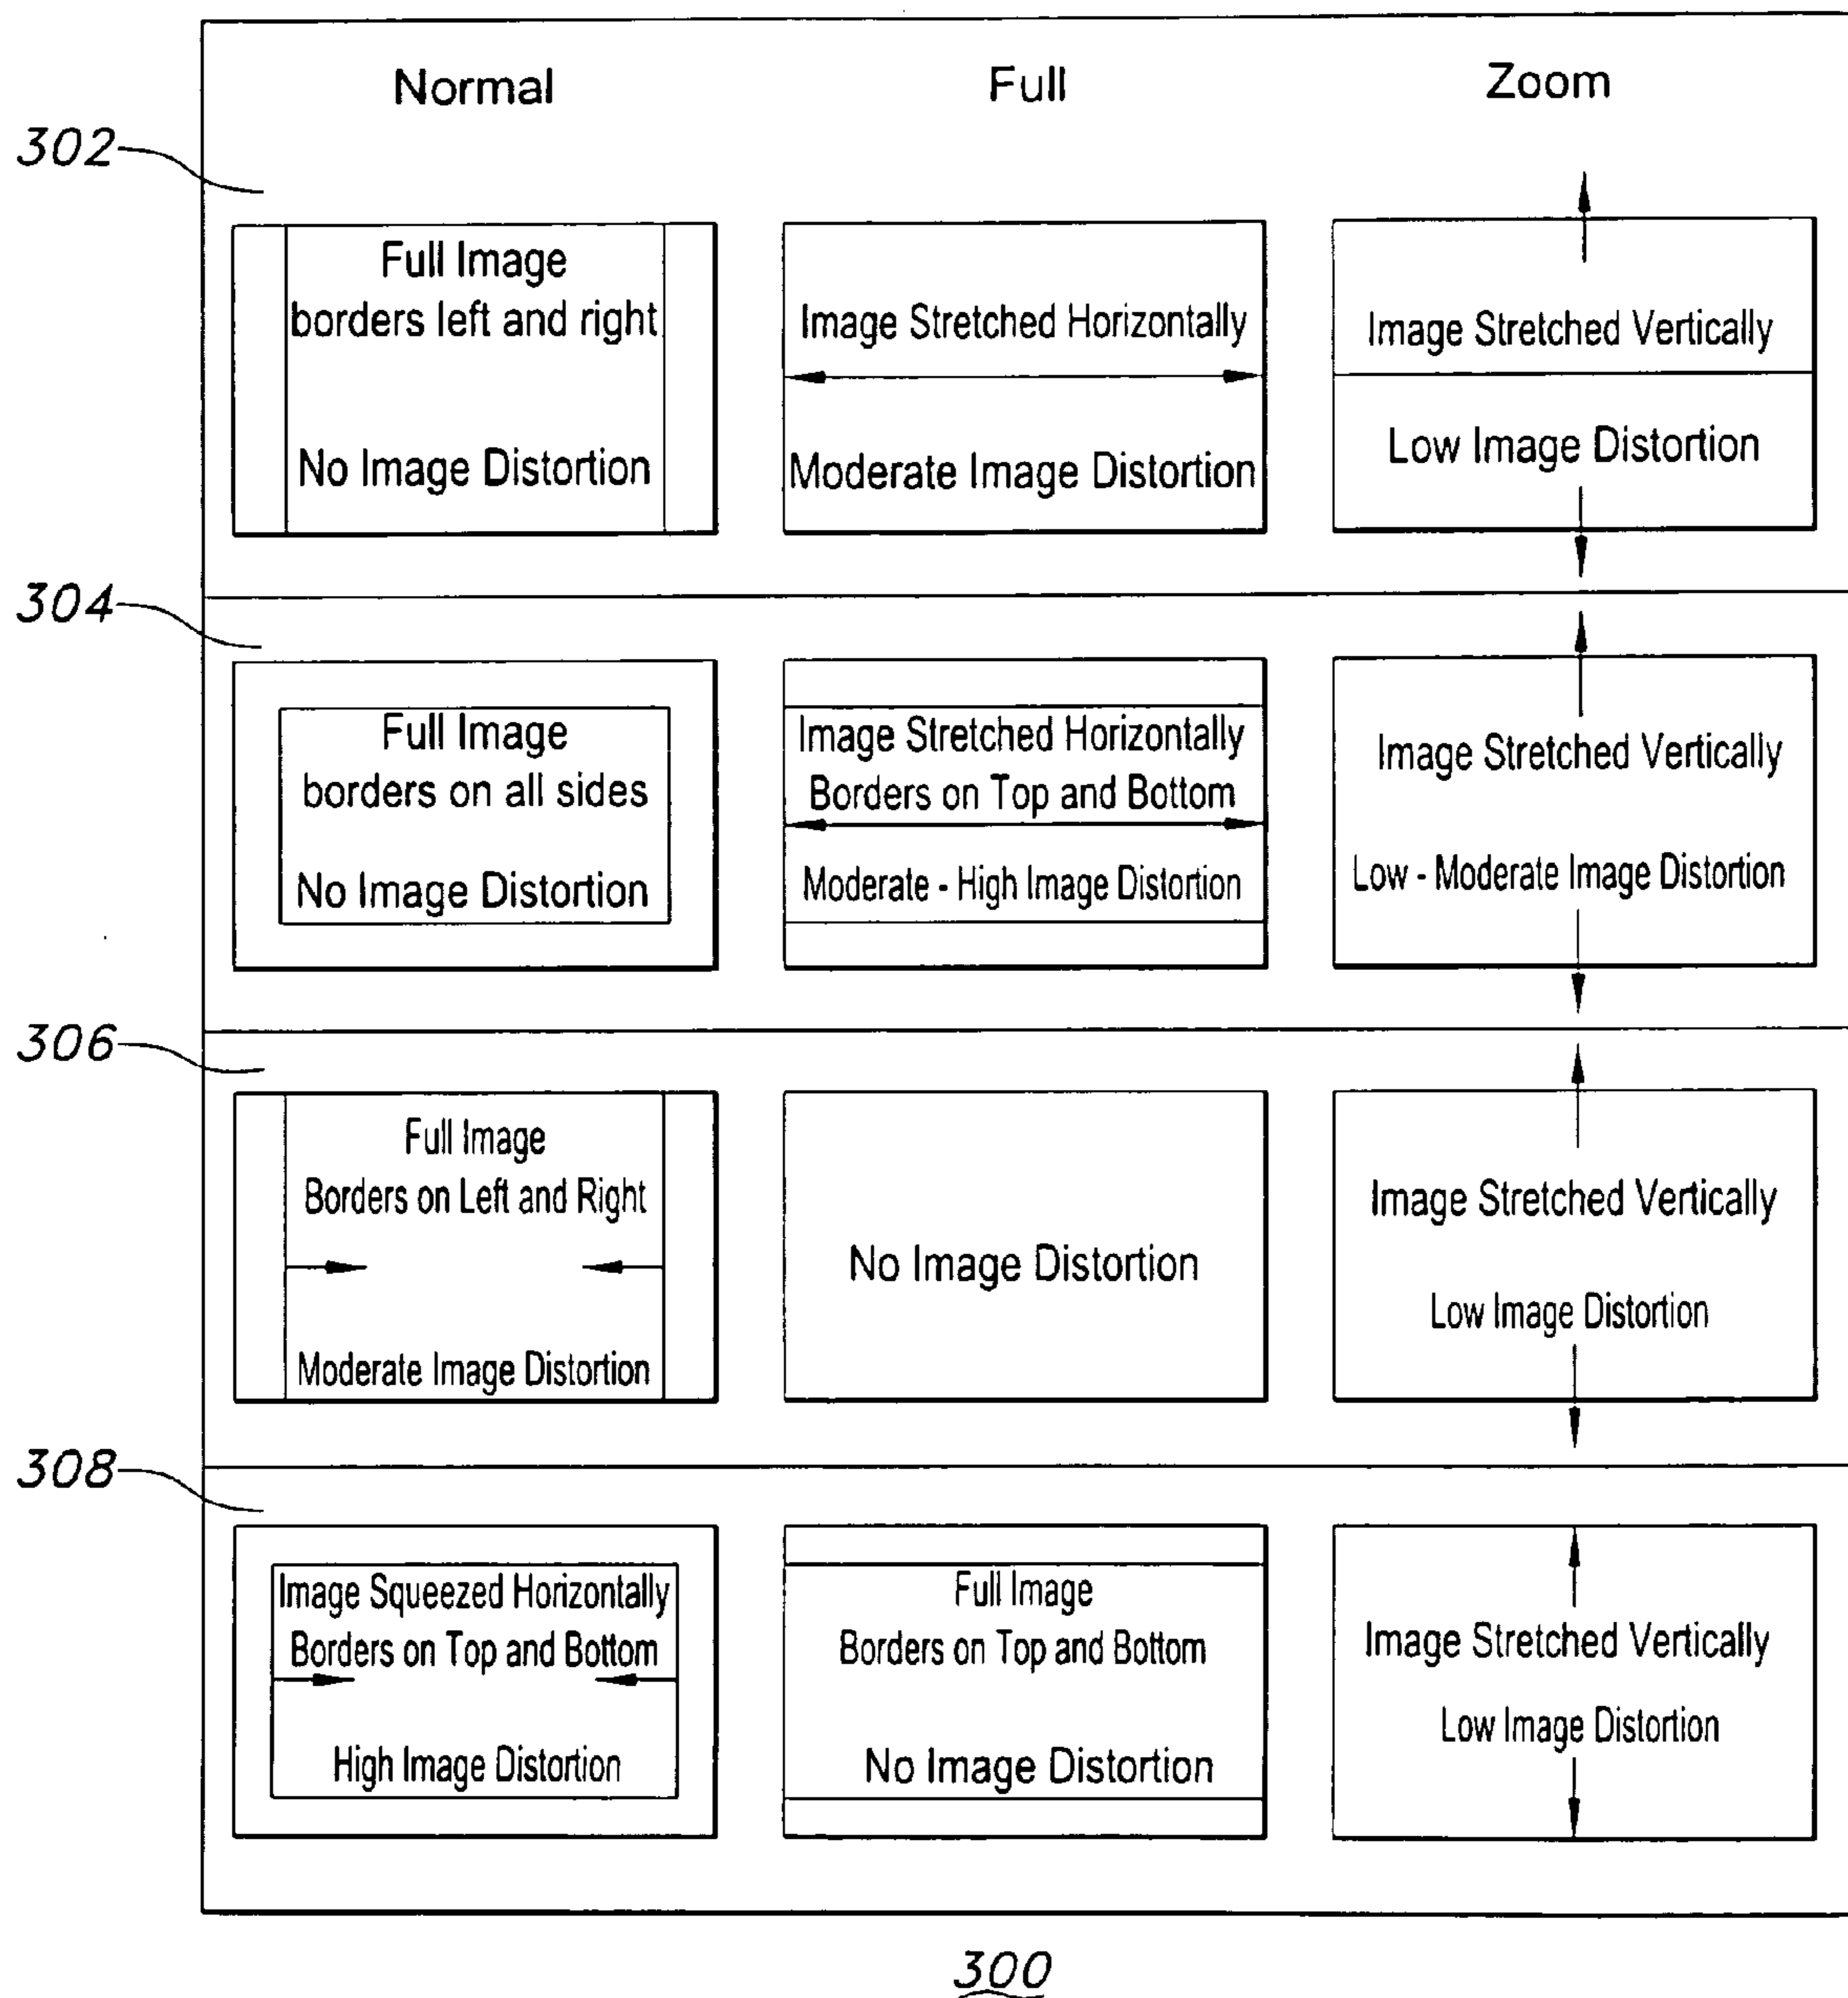 Normal
Full
Zoom
302
Full Image
borders left and right
No Image Distortion
Image Stretched Horizontally
Moderate Image Distortion
Image Stretched Vertically
Low Image Distortion
304
Full Image
borders on all sides
No Image Distortion
Image Stretched Horizontally
Borders on Top and Bottom
Moderate - High Image Distortion
Image Stretched Vertically
Low - Moderate Image Distortion
306
Full Image
Borders on Left and Right
Moderate Image Distortion
No Image Distortion
Image Stretched Vertically
Low Image Distortion
308
Image Squeezed Horizontally
Borders on Top and Bottom
High Image Distortion
Full Image
Borders on Top and Bottom
No Image Distortion
Image Stretched Vertically
Low Image Distortion
300